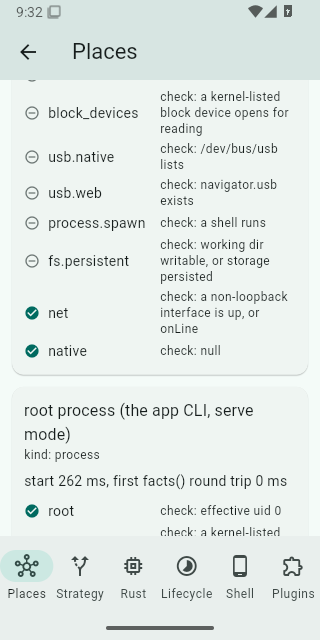 9:32
Places
block_devices
check: a kernel-listed
block device opens for
reading
usb.native
check: /dev/bus/usb
lists
usb.web
check: navigator.usb
exists
process.spawn
check: a shell runs
fs.persistent
check: working dir
writable, or storage
persisted
net
check: a non-loopback
interface is up, or
onLine
native
check: null
root process (the app CLI, serve
mode)
kind: process
start 262 ms, first facts() round trip 0 ms
root
check: effective uid 0
check: a kernel-listed
Places
Strategy
Rust
Lifecycle
Shell
Plugins